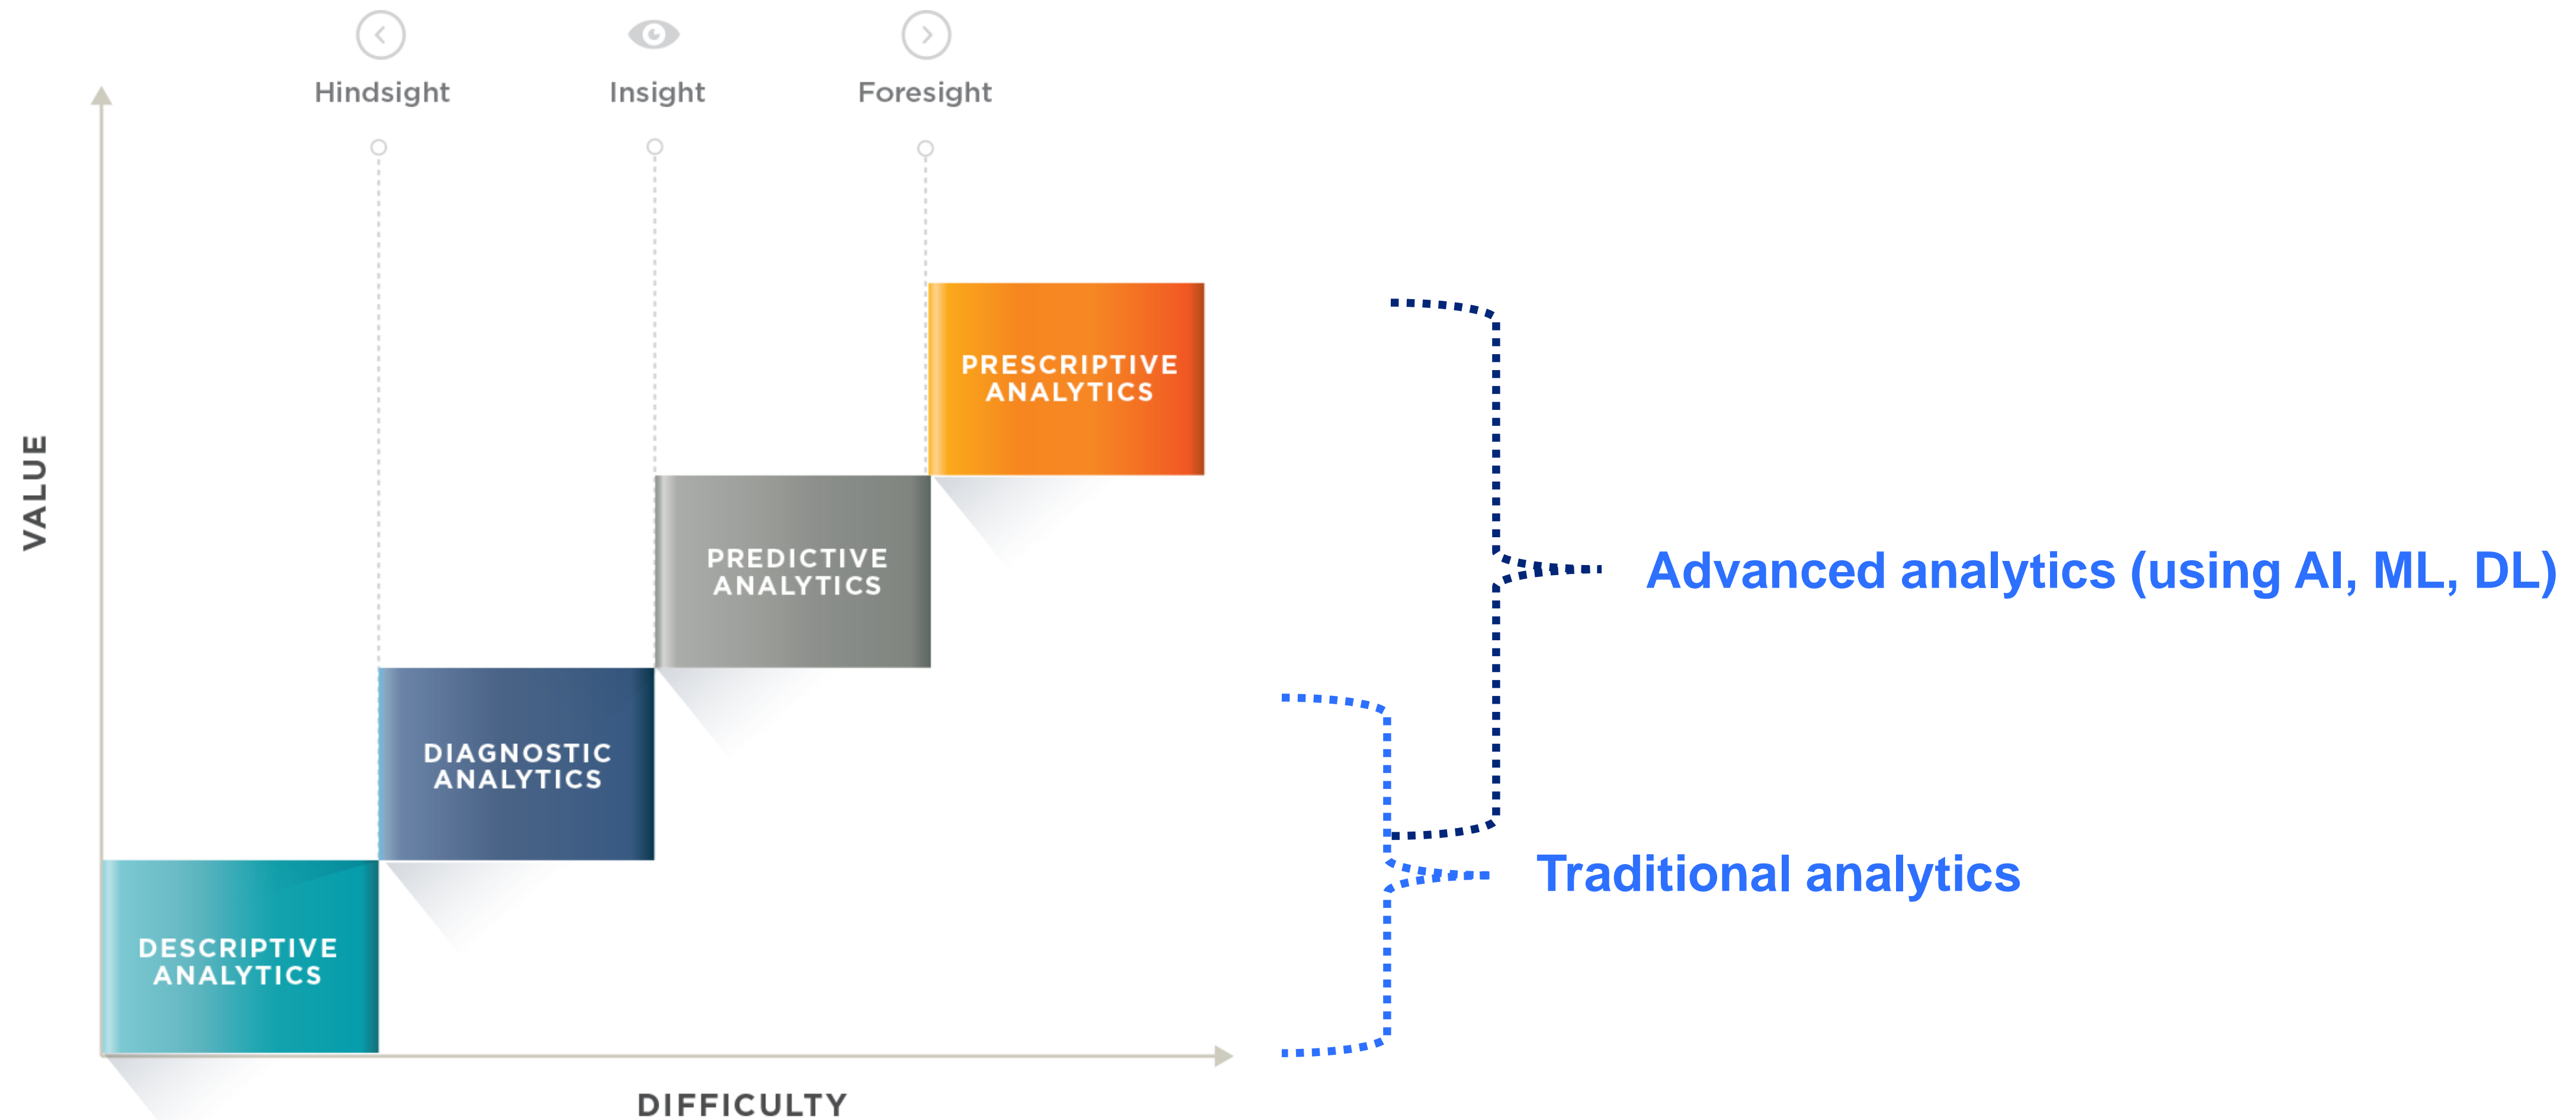 Hindsight
Insight
Foresight
VALUE
PRESCRIPTIVE
ANALYTICS
PREDICTIVE
ANALYTICS
Advanced analytics (using AI, ML, DL)
DIAGNOSTIC
ANALYTICS
Traditional analytics
DESCRIPTIVE
ANALYTICS
DIFFICULTY